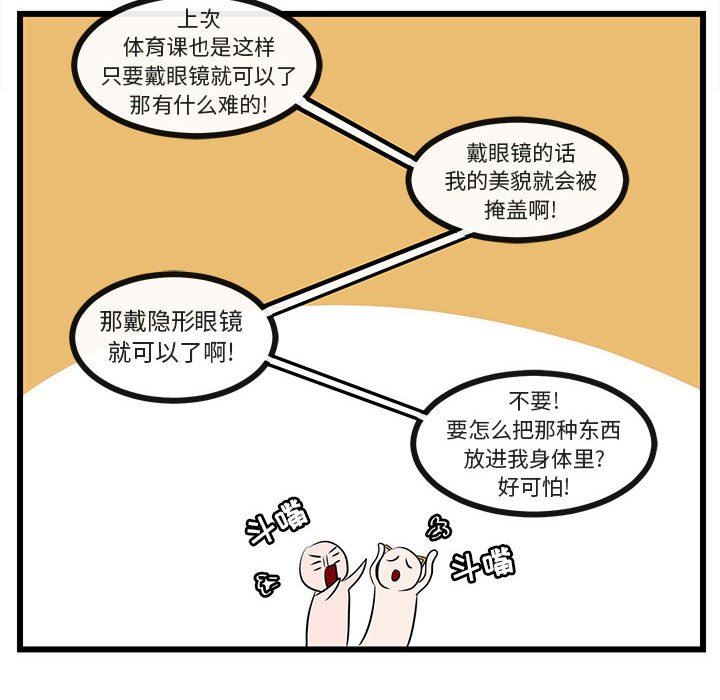 上次
体育课也是这样
只要戴眼镜就可以了
那有什么难的!
戴眼镜的话
我的美貌就会被
掩盖啊!
那戴隐形眼镜
就可以了啊!
不要!
要怎么把那种东西
放进我身体里?
好可怕!
斗嘴
斗嘴